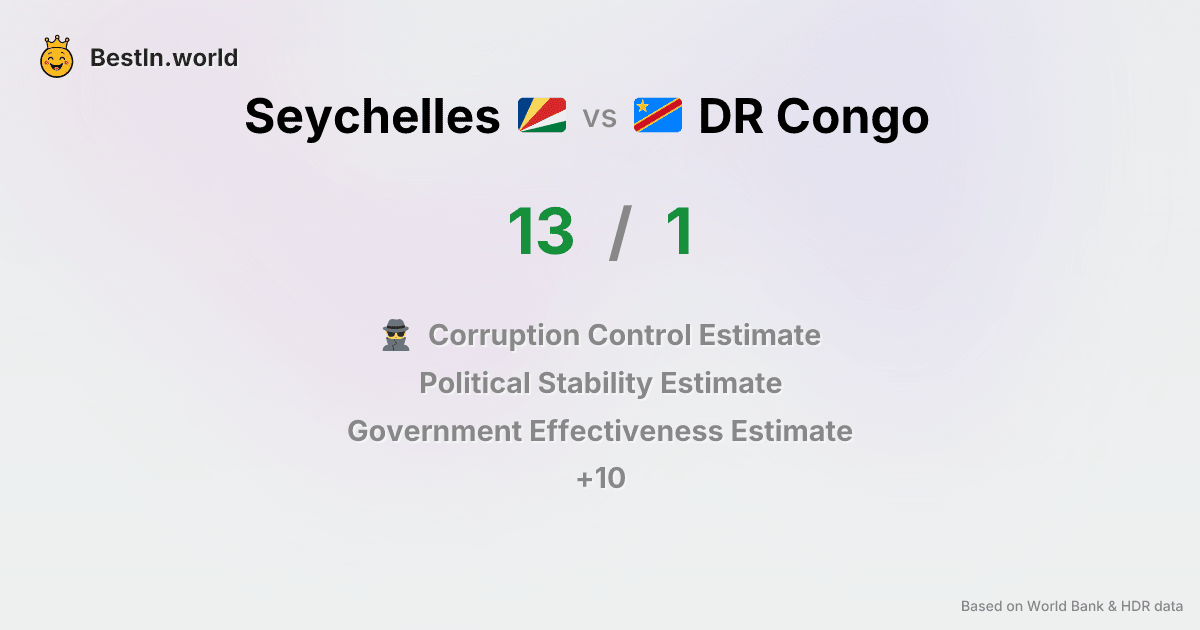 BestIn.world
Seychelles vs DR Congo
13 / 1
Corruption Control Estimate
Political Stability Estimate
Government Effectiveness Estimate
+10
Based on World Bank & HDR data